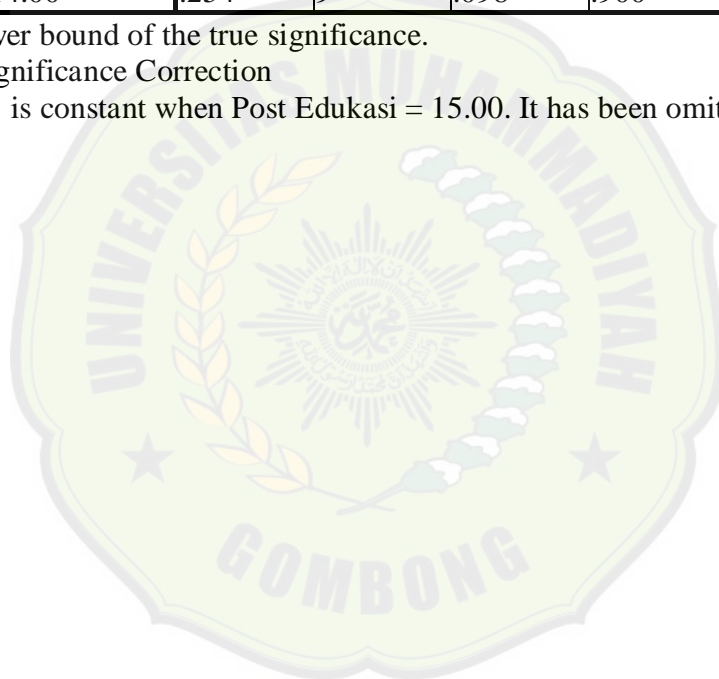 ver bound of the true significance.
gnificance Correction
is constant when Post Edukasi = 15.00. It has been omit
UNIVERSITAS MUHAMMADIYAH
GOMBONG